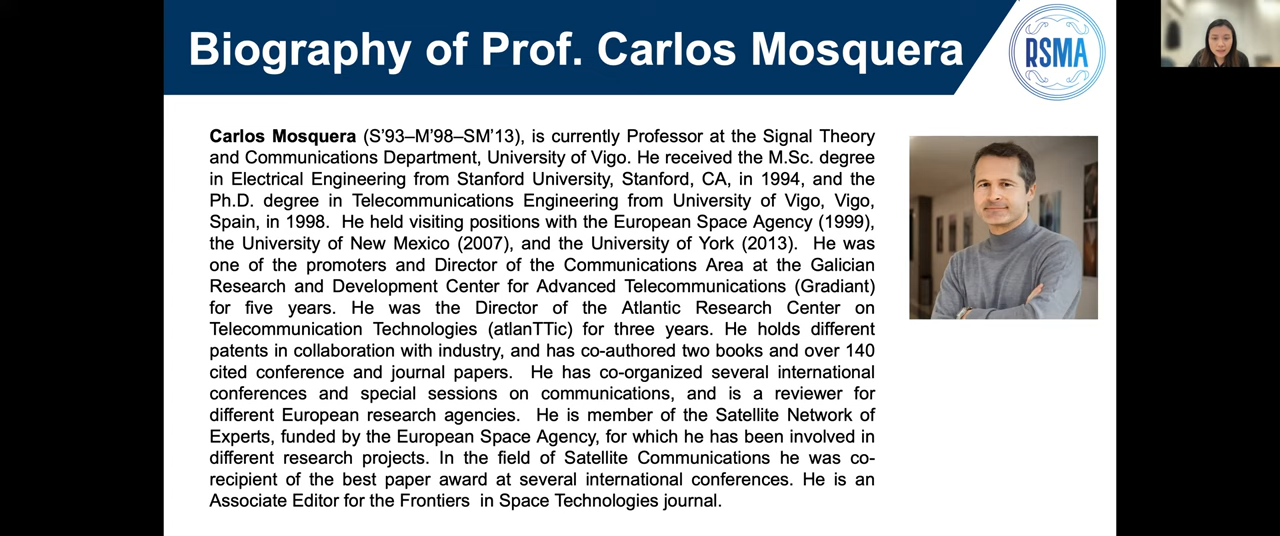 Biography of Prof. Carlos Mosquera
RSMA
Carlos Mosquera (S'93–M'98–SM'13), is currently Professor at the Signal Theory
and Communications Department, University of Vigo. He received the M.Sc. degree
in Electrical Engineering from Stanford University, Stanford, CA, in 1994, and the
Ph.D. degree in Telecommunications Engineering from University of Vigo, Vigo,
Spain, in 1998. He held visiting positions with the European Space Agency (1999),
the University of New Mexico (2007), and the University of York (2013). He was
one of the promoters and Director of the Communications Area at the Galician
Research and Development Center for Advanced Telecommunications (Gradiant)
for five years. He was the Director of the Atlantic Research Center on
Telecommunication Technologies (atlanTTic) for three years. He holds different
patents in collaboration with industry, and has co-authored two books and over 140
cited conference and journal papers. He has co-organized several international
conferences and special sessions on communications, and is a reviewer for
different European research agencies. He is member of the Satellite Network of
Experts, funded by the European Space Agency, for which he has been involved in
different research projects. In the field of Satellite Communications he was co-
recipient of the best paper award at several international conferences. He is an
Associate Editor for the Frontiers in Space Technologies journal.